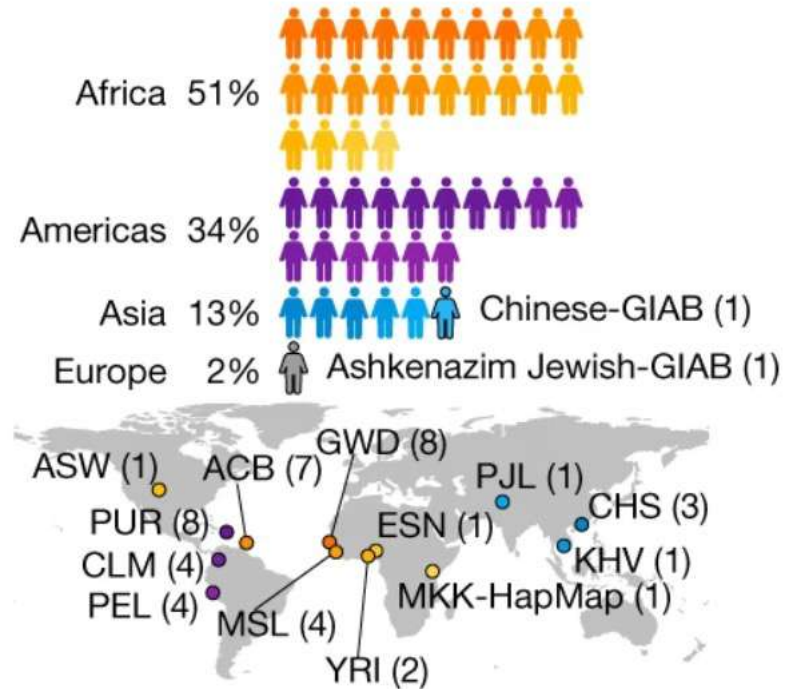 Africa 51%
Americas 34%
Asia 13% Chinese-GIAB (1)
Europe 2% Ashkenazim Jewish-GIAB (1)
GWD (8)
ASW (1) ACB (7)
PJL (1)
CHS (3)
PUR (8) ESN (1)
CLM (4) KHV (1)
PEL (4) MKK-HapMap (1)
MSL (4)
YRI (2)